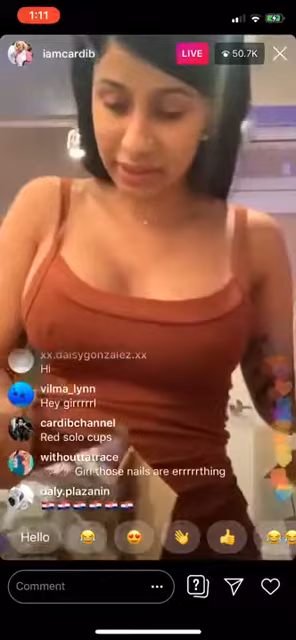 1:11
iamcardib
LIVE
50.7K
xx.daisygonzalez.xx
Hi
vilma_lynn
Hey girrrrrl
cardibchannel
Red solo cups
withouttatrace
Girl those nails are errrrrthing
daly.plazanin
Hello
Comment